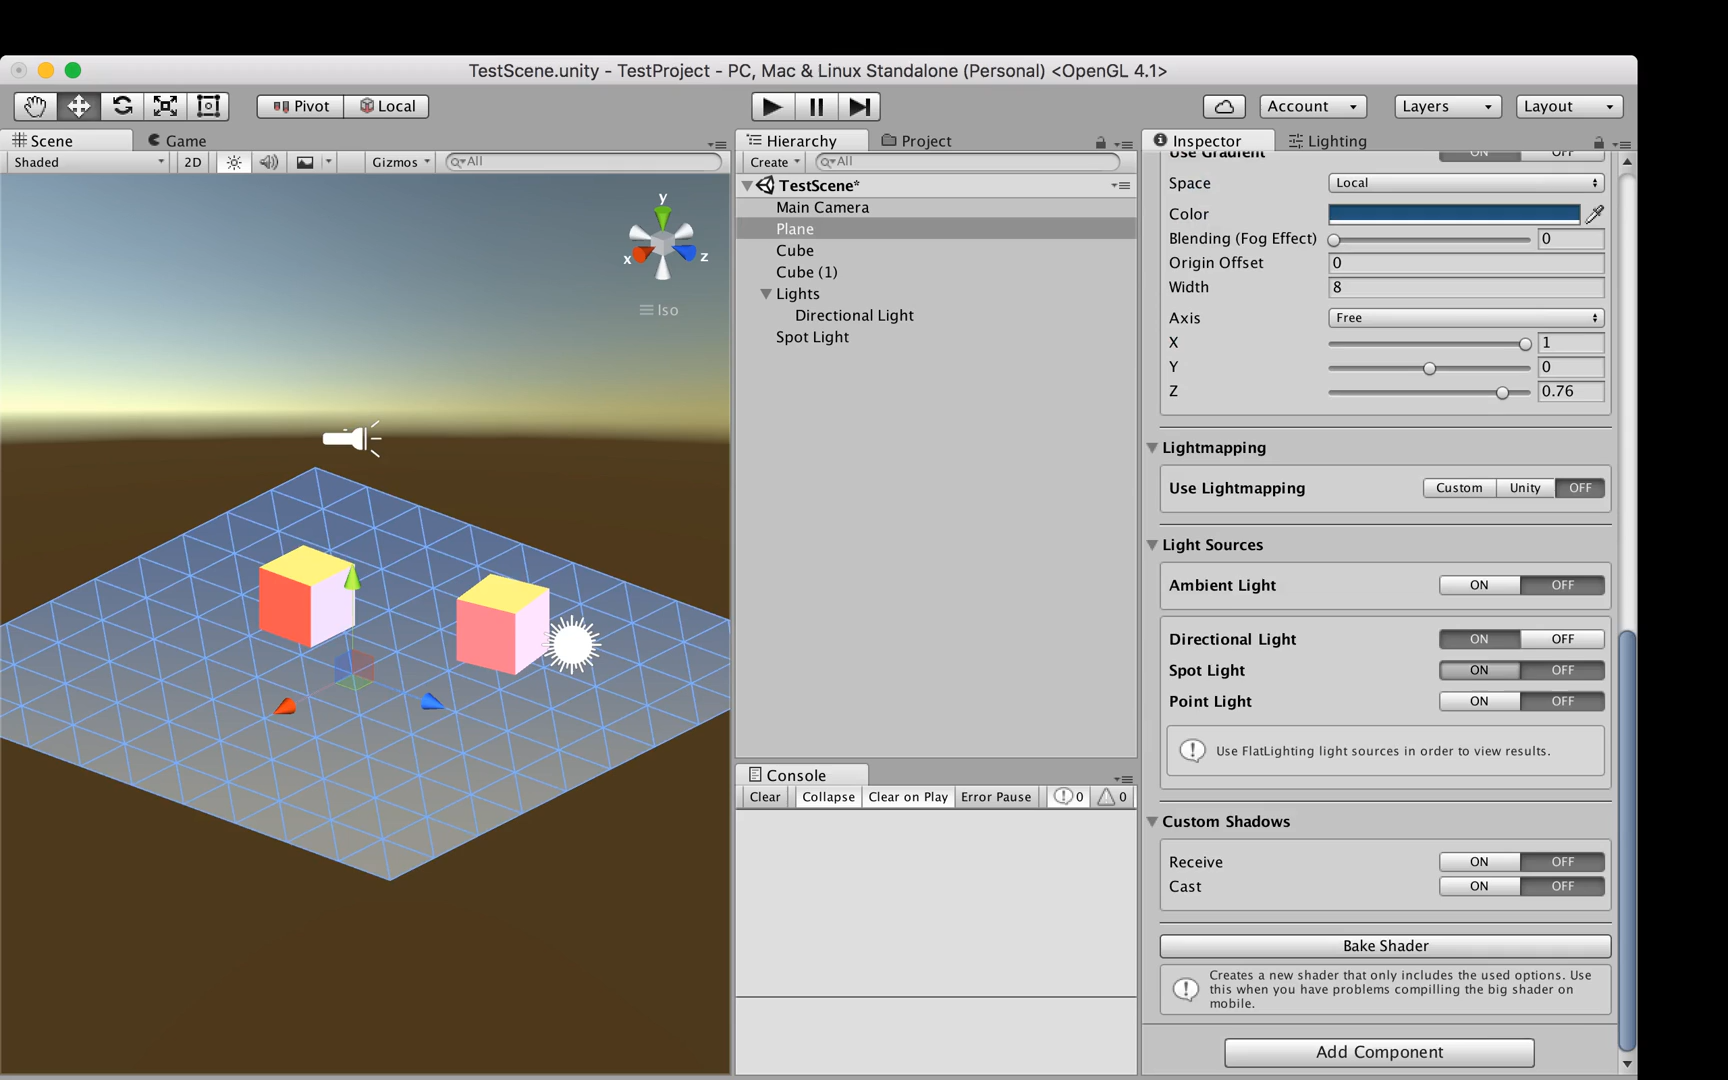 TestScene.unity - TestProject - PC, Mac & Linux Standalone (Personal) <OpenGL 4.1>
Pivot Local Account Layers Layout
Scene Game
Shaded 2D Gizmos All
y
x z
Iso
Hierarchy Project
Create All
TestScene*
Main Camera
Plane
Cube
Cube (1)
Lights
Directional Light
Spot Light
Console
Clear Collapse Clear on Play Error Pause 0 0
Inspector Lighting
Use Gradient ON OFF
Space Local
Color
Blending (Fog Effect) 0
Origin Offset 0
Width 8
Axis Free
X 1
Y 0
Z 0.76
Lightmapping
Use Lightmapping Custom Unity OFF
Light Sources
Ambient Light ON OFF
Directional Light ON OFF
Spot Light ON OFF
Point Light ON OFF
Use FlatLighting light sources in order to view results.
Custom Shadows
Receive ON OFF
Cast ON OFF
Bake Shader
Creates a new shader that only includes the used options. Use
this when you have problems compilling the big shader on
mobile.
Add Component